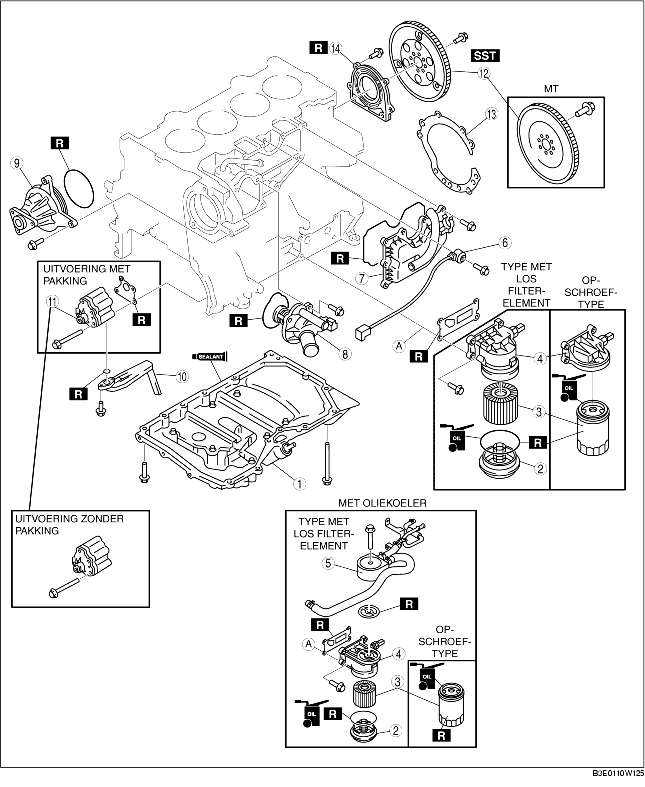 R 14
SST
12
MT
13
9
R
6
R
7
UITVOERING MET
PAKKING
11
R
TYPE MET
LOS
FILTER-
ELEMENT
OP-
SCHROEF-
TYPE
R
8
A
R
4
SEALANT
10
R
OIL
3
OIL
R
2
1
UITVOERING ZONDER
PAKKING
MET OLIEKOELER
TYPE MET
LOS FILTER-
ELEMENT
5
R
R
A
4
OP-
SCHROEF-
TYPE
3
OIL
OIL
R
2
R
B3E0110W125